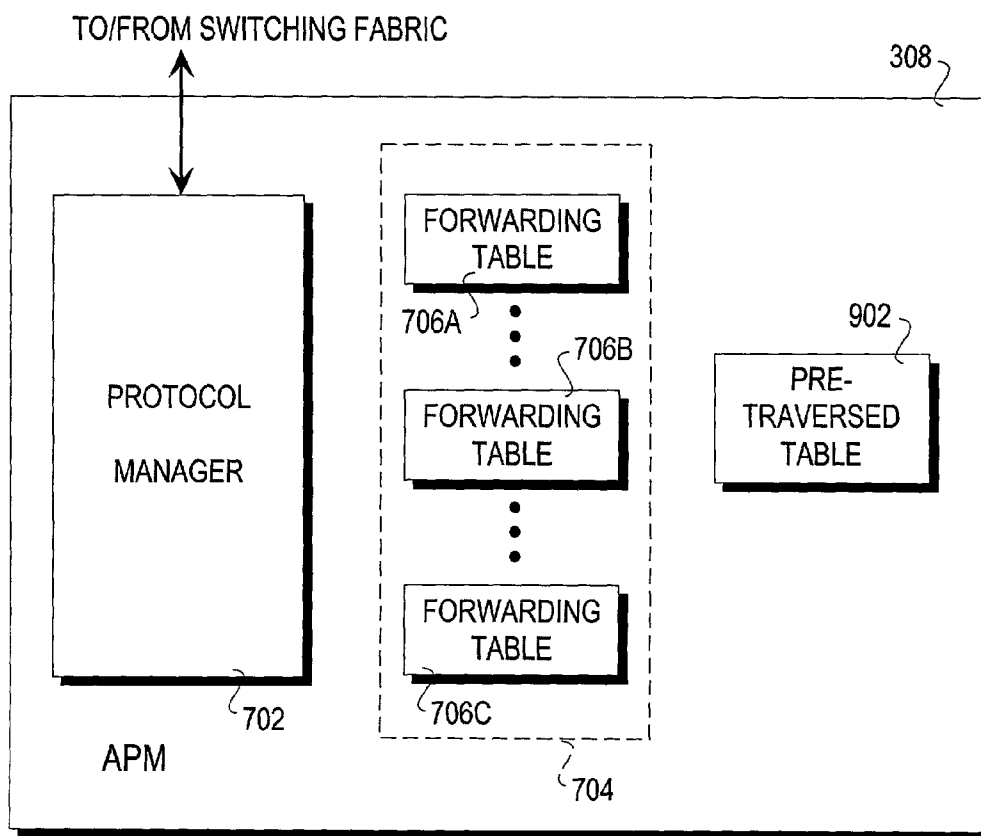 TO/FROM SWITCHING FABRIC
308
FORWARDING
TABLE
706A
706B
902
PROTOCOL
MANAGER
FORWARDING
TABLE
PRE-
TRAVERSED
TABLE
FORWARDING
TABLE
702
706C
APM
704